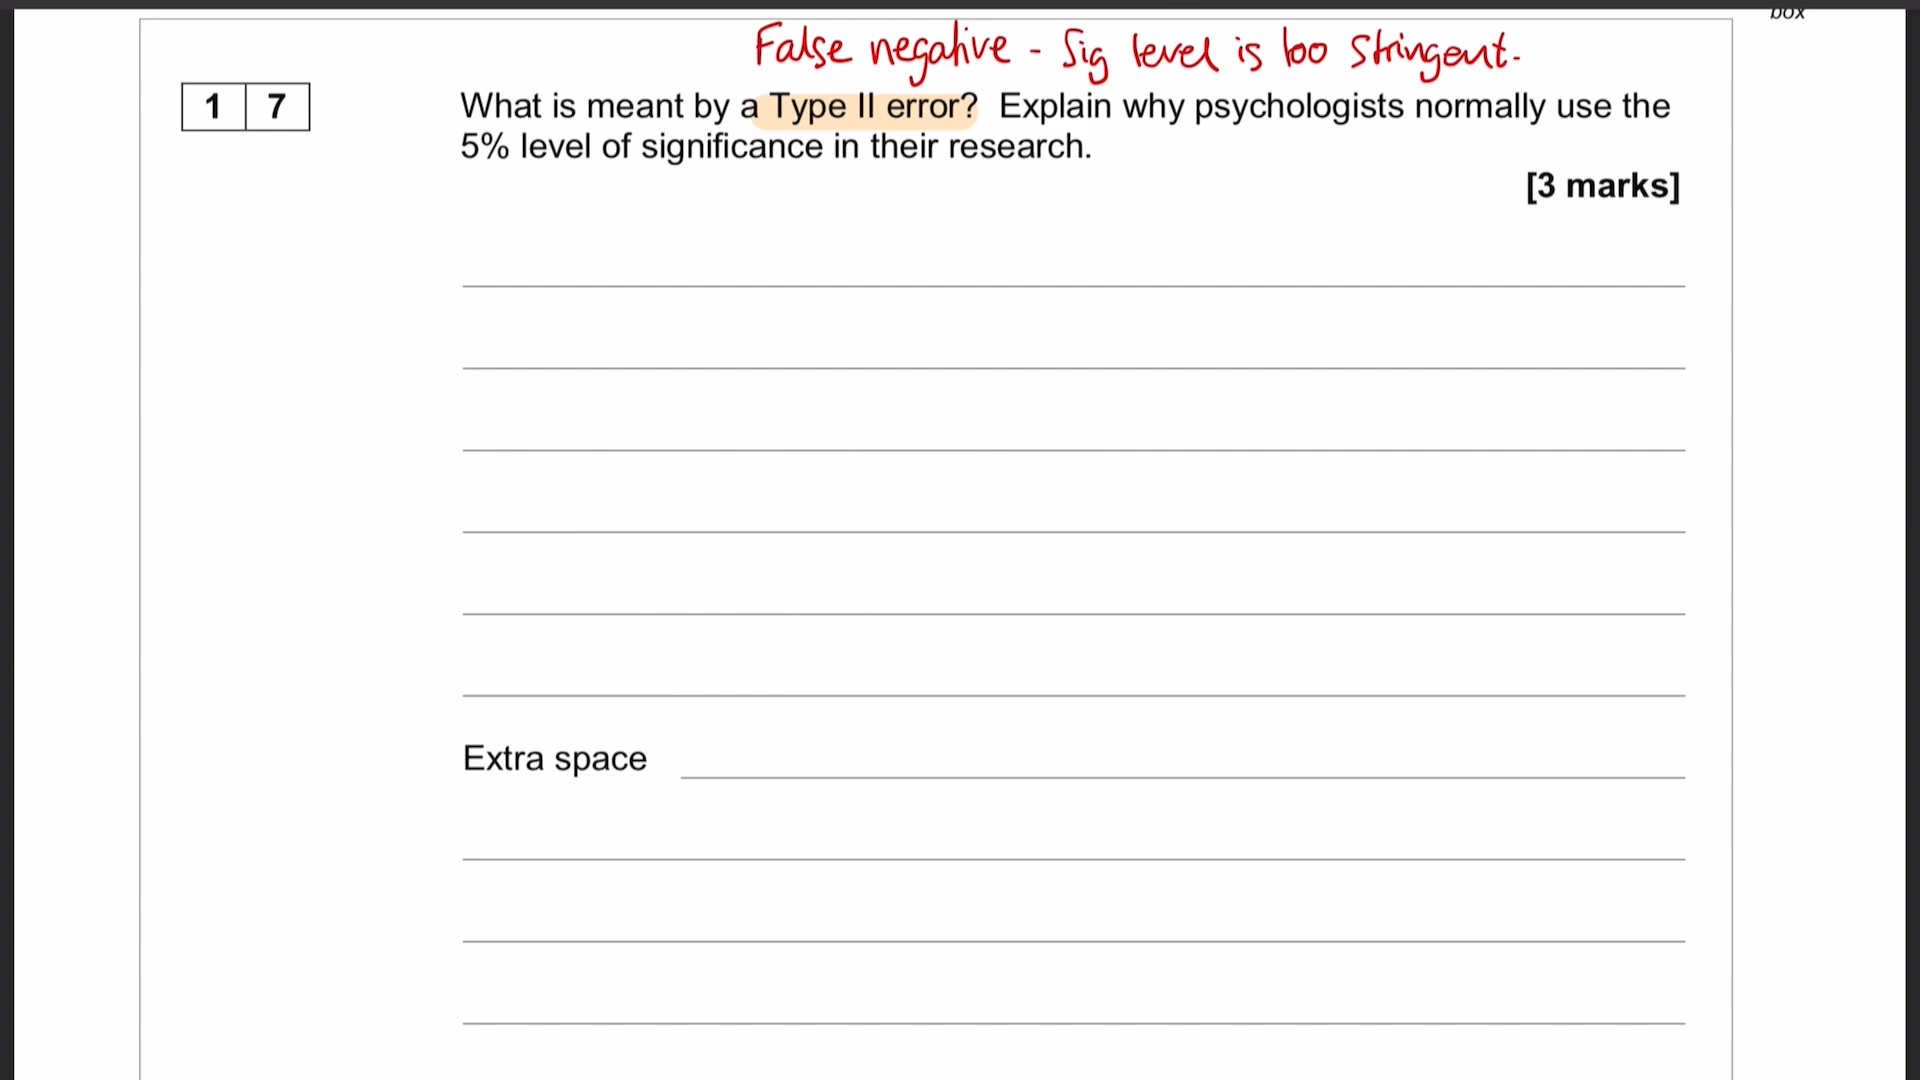 box
False negative - Sig level is too stringent.
1 7 What is meant by a Type II error? Explain why psychologists normally use the
5% level of significance in their research.
[3 marks]
Extra space